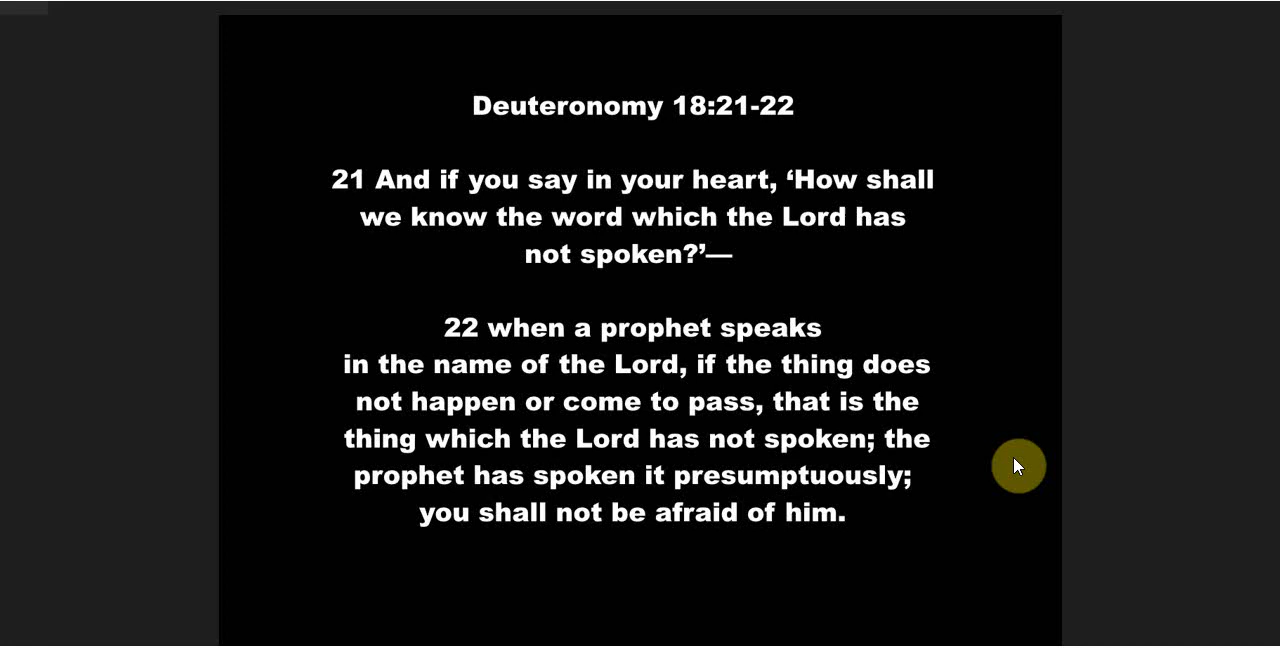 Deuteronomy 18:21-22
21 And if you say in your heart, ‘How shall
we know the word which the Lord has
not spoken?’—
22 when a prophet speaks
in the name of the Lord, if the thing does
not happen or come to pass, that is the
thing which the Lord has not spoken; the
prophet has spoken it presumptuously;
you shall not be afraid of him.